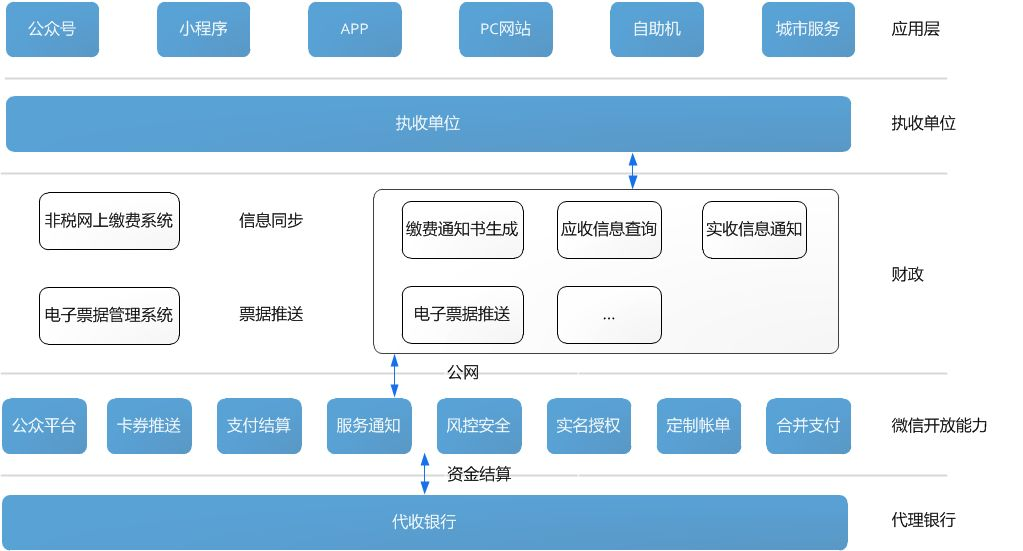 公众号
小程序
APP
PC网站
自助机
城市服务
应用层
执收单位
执收单位
非税网上缴费系统
信息同步
缴费通知书生成
应收信息查询
实收信息通知
财政
电子票据管理系统
票据推送
电子票据推送
...
公网
公众平台
卡券推送
支付结算
服务通知
风控安全
实名授权
定制帐单
合并支付
微信开放能力
资金结算
代收银行
代理银行